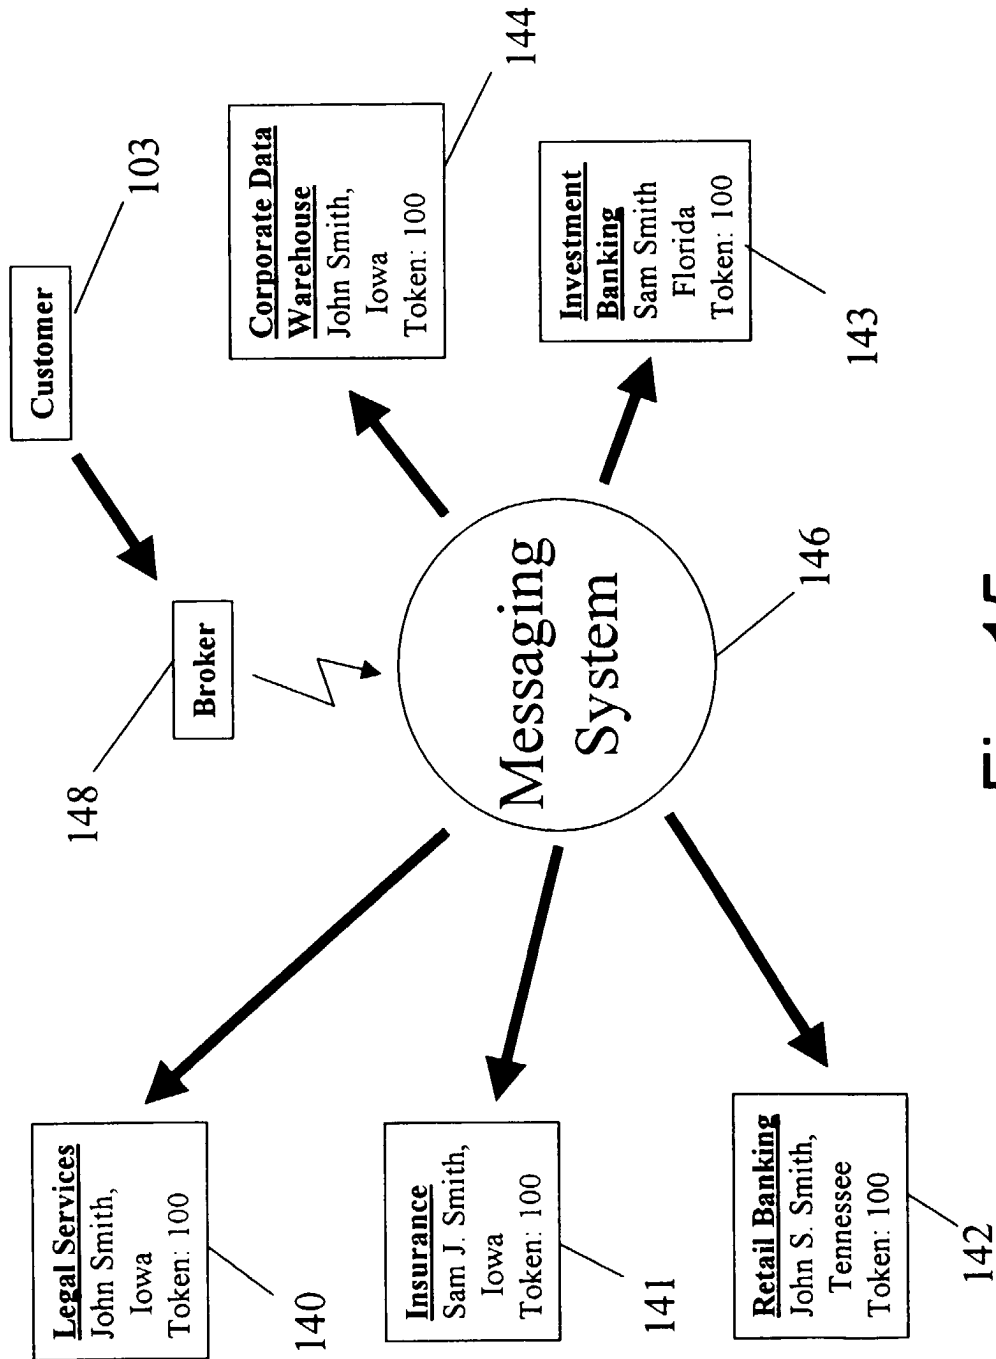 Customer
103
148
Broker
Legal Services
John Smith,
Iowa
Token: 100
140
Corporate Data
Warehouse
John Smith,
Iowa
Token: 100
144
Messaging
System
146
Insurance
Sam J. Smith,
Iowa
Token: 100
141
Investment
Banking
Sam Smith
Florida
Token: 100
143
Retail Banking
John S. Smith,
Tennessee
Token: 100
142